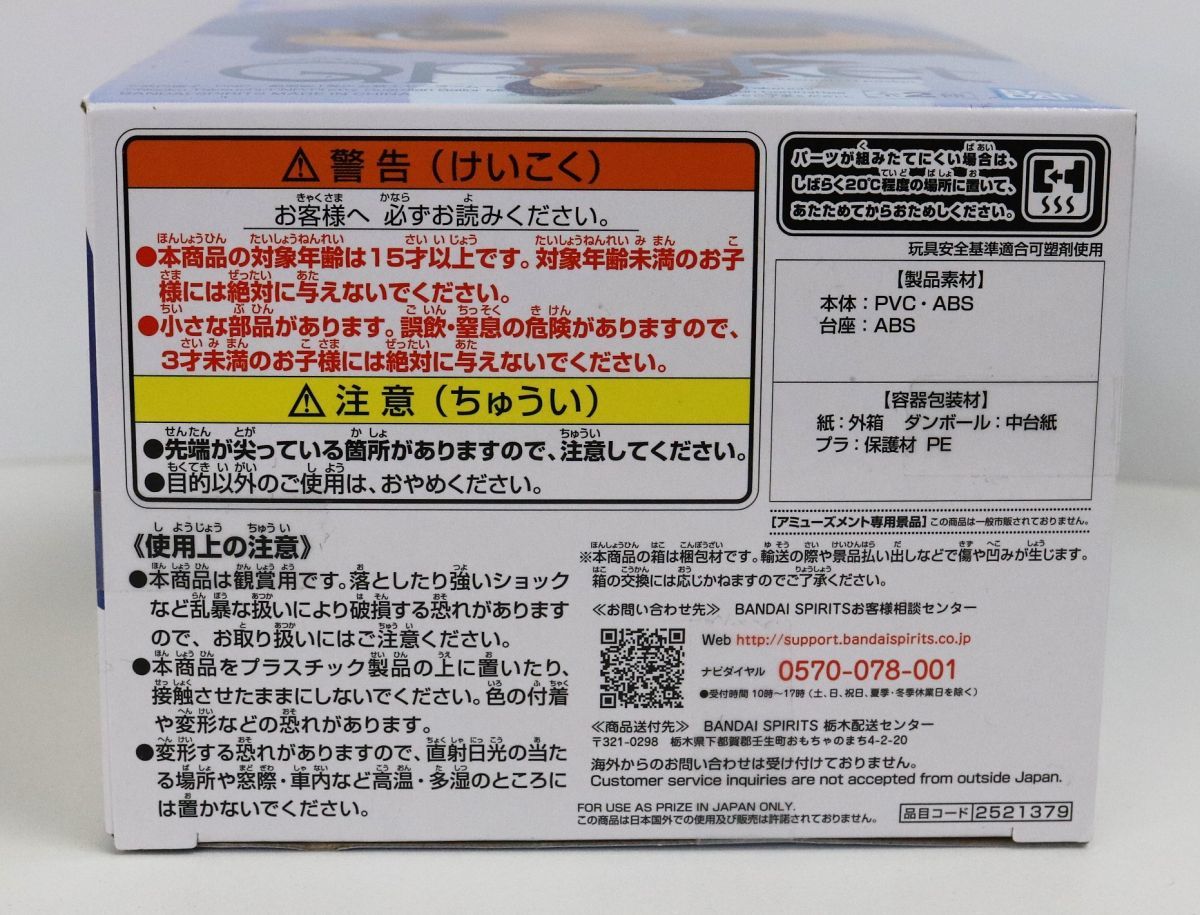 Qposket
⚠警告(けいこく)
お客様へ 必ずお読みください。
●本商品の対象年齢は15才以上です。対象年齢未満のお子
様には絶対に与えないでください。
●小さな部品があります。誤飲・窒息の危険がありますので、
3才未満のお子様には絶対に与えないでください。
⚠注意(ちゅうい)
●先端が尖っている箇所がありますので、注意してください。
●目的以外のご使用は、おやめください。
《使用上の注意》
●本商品は観賞用です。落としたり強いショック
など乱暴な扱いにより破損する恐れがあります
ので、お取り扱いにはご注意ください。
●本商品をプラスチック製品の上に置いたり、
接触させたままにしないでください。色の付着
や変形などの恐れがあります。
●変形する恐れがありますので、直射日光の当た
る場所や窓際・車内など高温・多湿のところに
は置かないでください。
パーツが組みたてにくい場合は、
しばらく20℃程度の場所に置いて、
あたためてからおためしください。
玩具安全基準適合可塑剤使用
【製品素材】
本体:PVC・ABS
台座:ABS
【容器包装材】
紙:外箱 ダンボール:中台紙
プラ:保護材 PE
【アミューズメント専用景品】この商品は一般市販されておりません。
※本商品の箱は梱包材です。輸送の際や景品払い出しなどで傷や凹みが生じます。
箱の交換には応じかねますのでご了承ください。
≪お問い合わせ先≫ BANDAI SPIRITSお客様相談センター
Web http://support.bandaispirits.co.jp
ナビダイヤル 0570-078-001
●受付時間 10時～17時(土、日、祝日、夏季・冬季休業日を除く)
≪商品送付先≫ BANDAI SPIRITS 栃木配送センター
〒321-0298 栃木県下都賀郡壬生町おもちゃのまち4-2-20
海外からのお問い合わせは受け付けておりません。
Customer service inquiries are not accepted from outside Japan.
FOR USE AS PRIZE IN JAPAN ONLY.
この商品は日本国外での使用及び販売は許諾されておりません。
品目コード 2521379